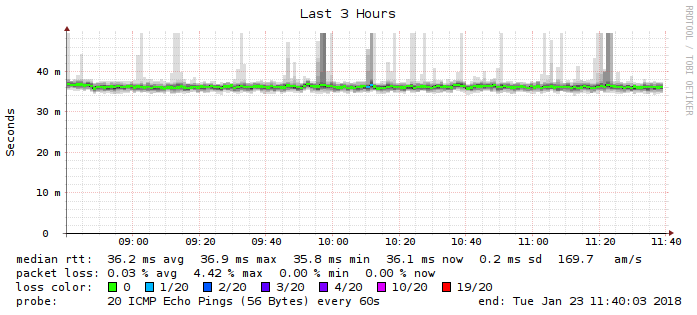 Last 3 Hours
RRDTOOL / TOBI OETIKER
Seconds
40 m
30 m
20 m
10 m
0
09:00 09:20 09:40 10:00 10:20 10:40 11:00 11:20 11:40
median rtt: 36.2 ms avg 36.9 ms max 35.8 ms min 36.1 ms now 0.2 ms sd 169.7 am/s
packet loss: 0.03 % avg 4.42 % max 0.00 % min 0.00 % now
loss color: 0 1/20 2/20 3/20 4/20 10/20 19/20
probe: 20 ICMP Echo Pings (56 Bytes) every 60s end: Tue Jan 23 11:40:03 2018